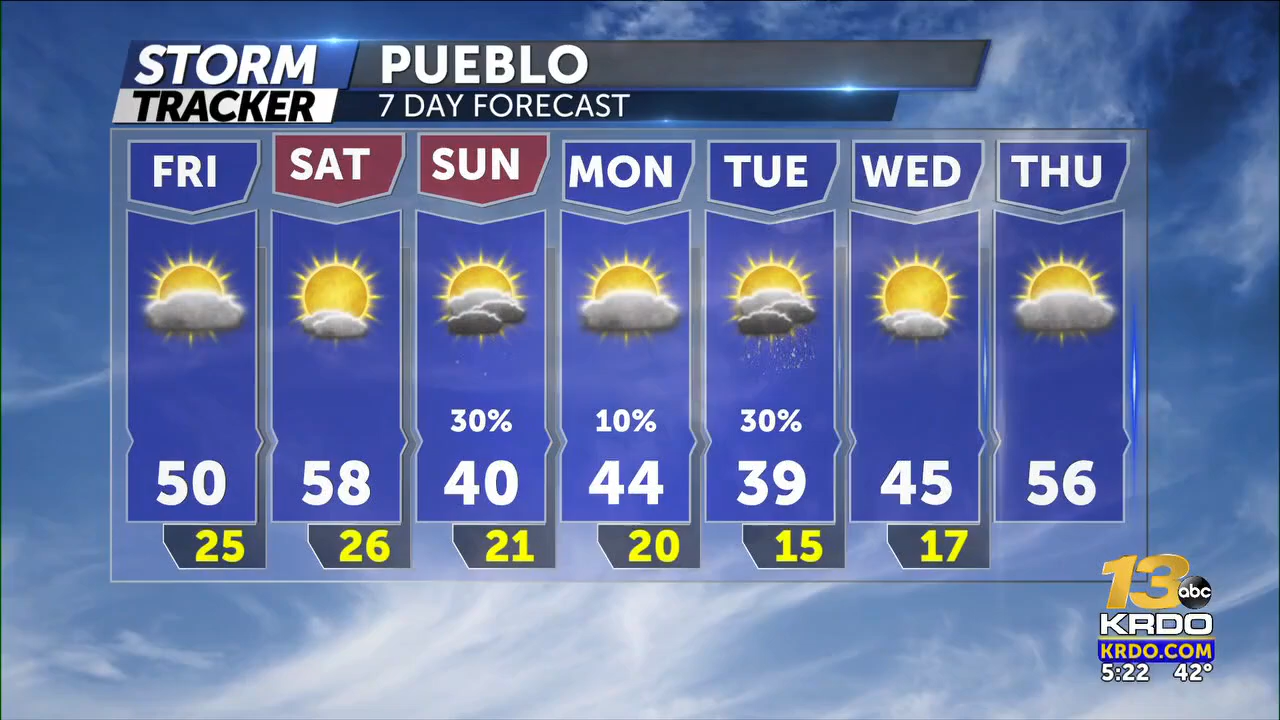 STORM
TRACKER
PUEBLO
7 DAY FORECAST
FRI SAT SUN MON TUE WED THU
30% 10% 30%
50 58 40 44 39 45 56
25 26 21 20 15 17
13 abc
KRDO
KRDO.COM
5:22 42°